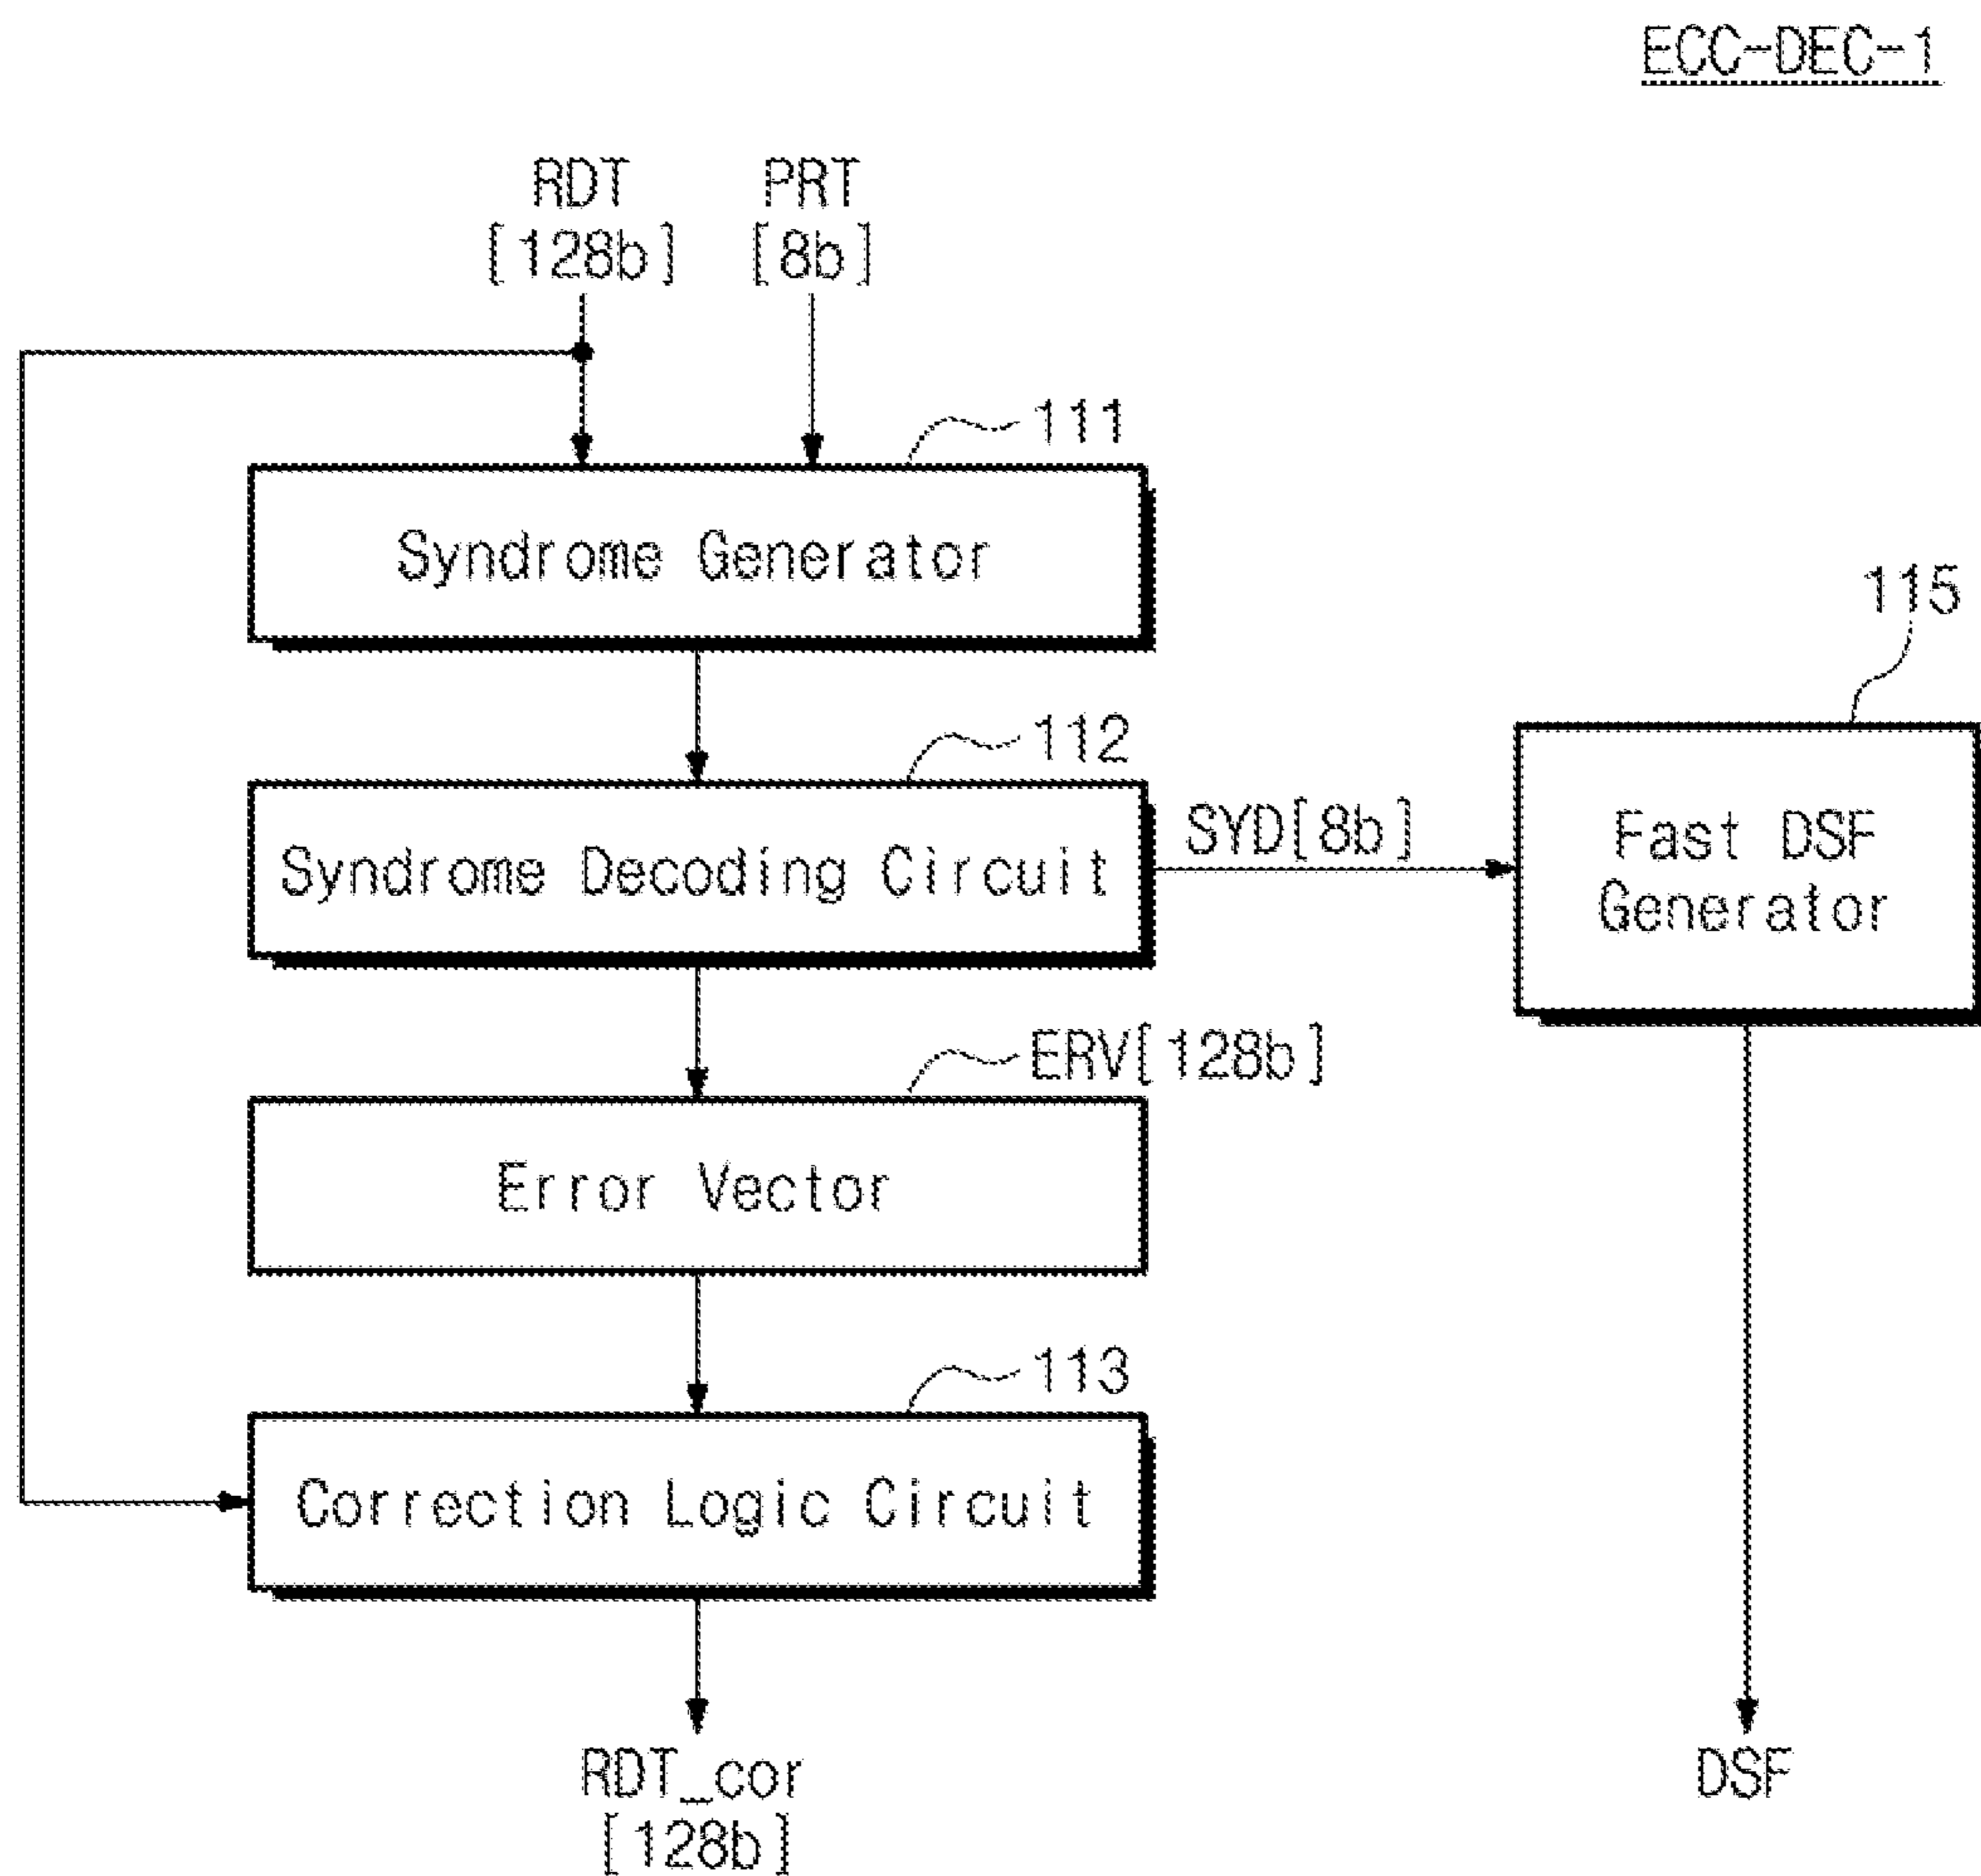 ECC-DEC-1
RDT PRT
[128b] [8b]
111
Syndrome Generator
115
112
Syndrome Decoding Circuit
SYD[8b]
Fast DSF
Generator
ERV[128b]
Error Vector
113
Correction Logic Circuit
RDT_cor
[128b]
DSF